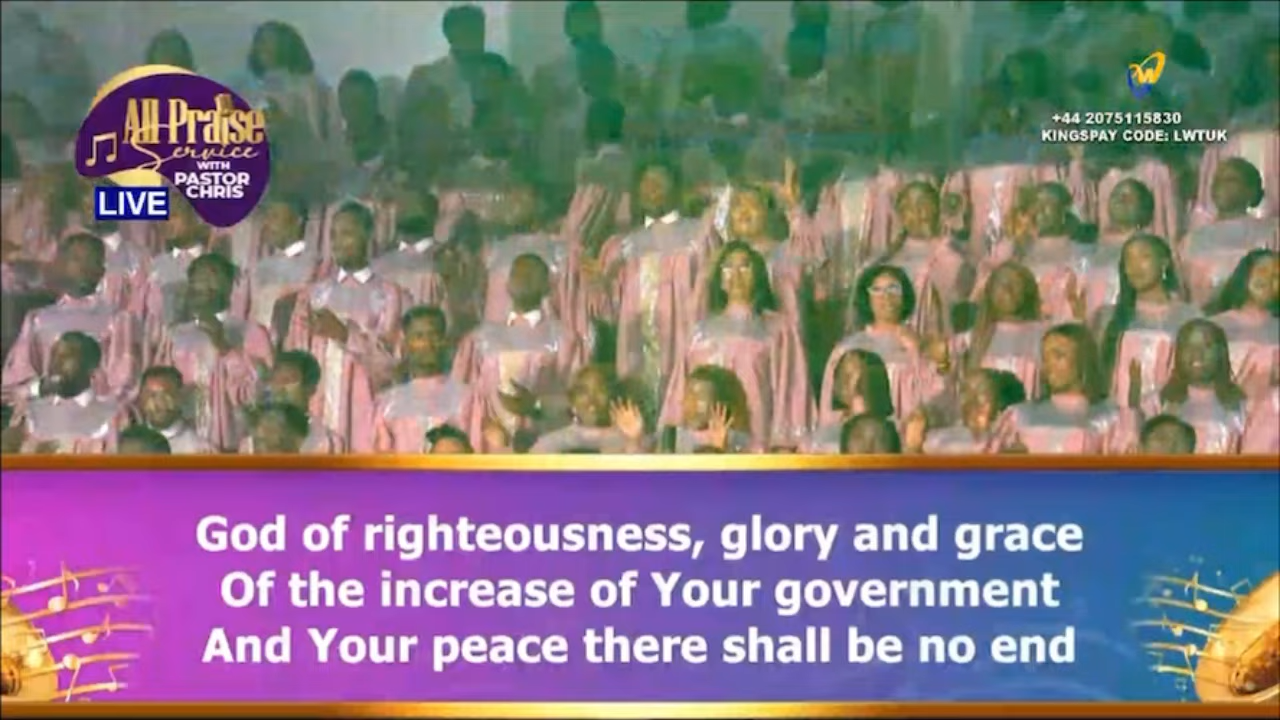 All Praise
Service
WITH
PASTOR
CHRIS
LIVE
W
+44 2075115830
KINGSPAY CODE: LWTUK
God of righteousness, glory and grace
Of the increase of Your government
And Your peace there shall be no end